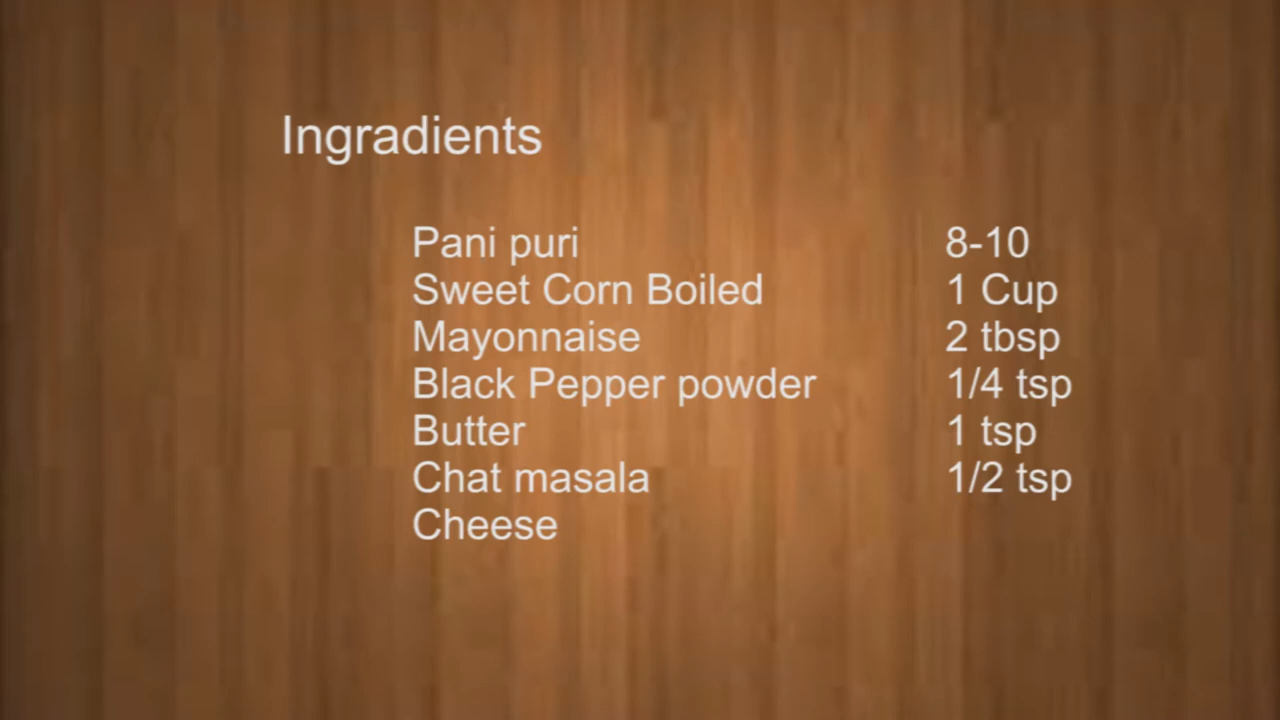 Ingradients
Pani puri 8-10
Sweet Corn Boiled 1 Cup
Mayonnaise 2 tbsp
Black Pepper powder 1/4 tsp
Butter 1 tsp
Chat masala 1/2 tsp
Cheese